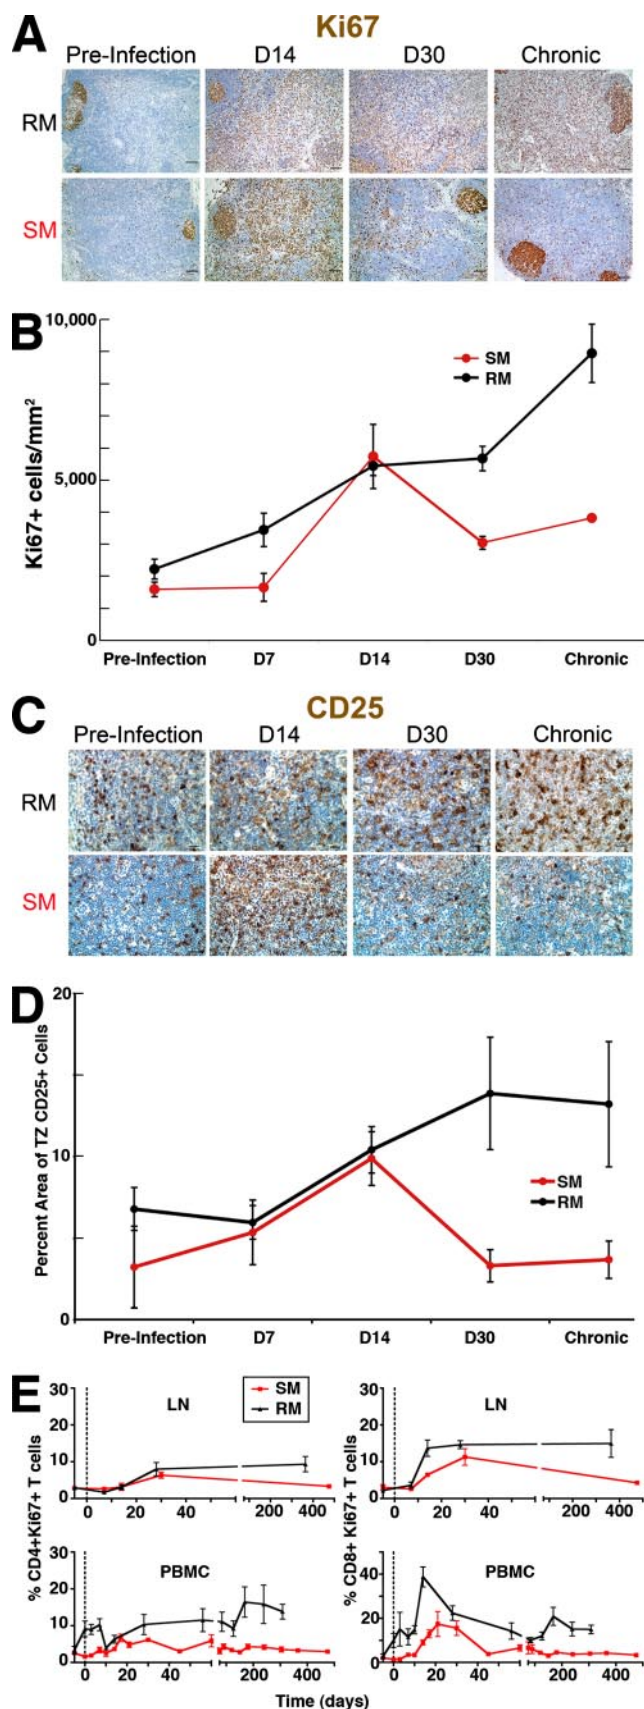 A
Ki67
Pre-Infection D14 D30 Chronic
RM
SM
B
10,000
5,000
0
Ki67+ cells/mm²
SM
RM
Pre-Infection D7 D14 D30 Chronic
C
CD25
Pre-Infection D14 D30 Chronic
RM
SM
D
20
10
0
Percent Area of TZ CD25+ Cells
SM
RM
Pre-Infection D7 D14 D30 Chronic
E
SM
RM
% CD4+Ki67+ T cells
30
20
10
0
LN
0 20 40 60 200 400
30
20
10
0
PBMC
0 20 40 200 400
% CD8+ Ki67+ T cells
30
20
10
0
LN
0 20 40 200 400
60
40
20
0
PBMC
0 20 40 200 400
Time (days)